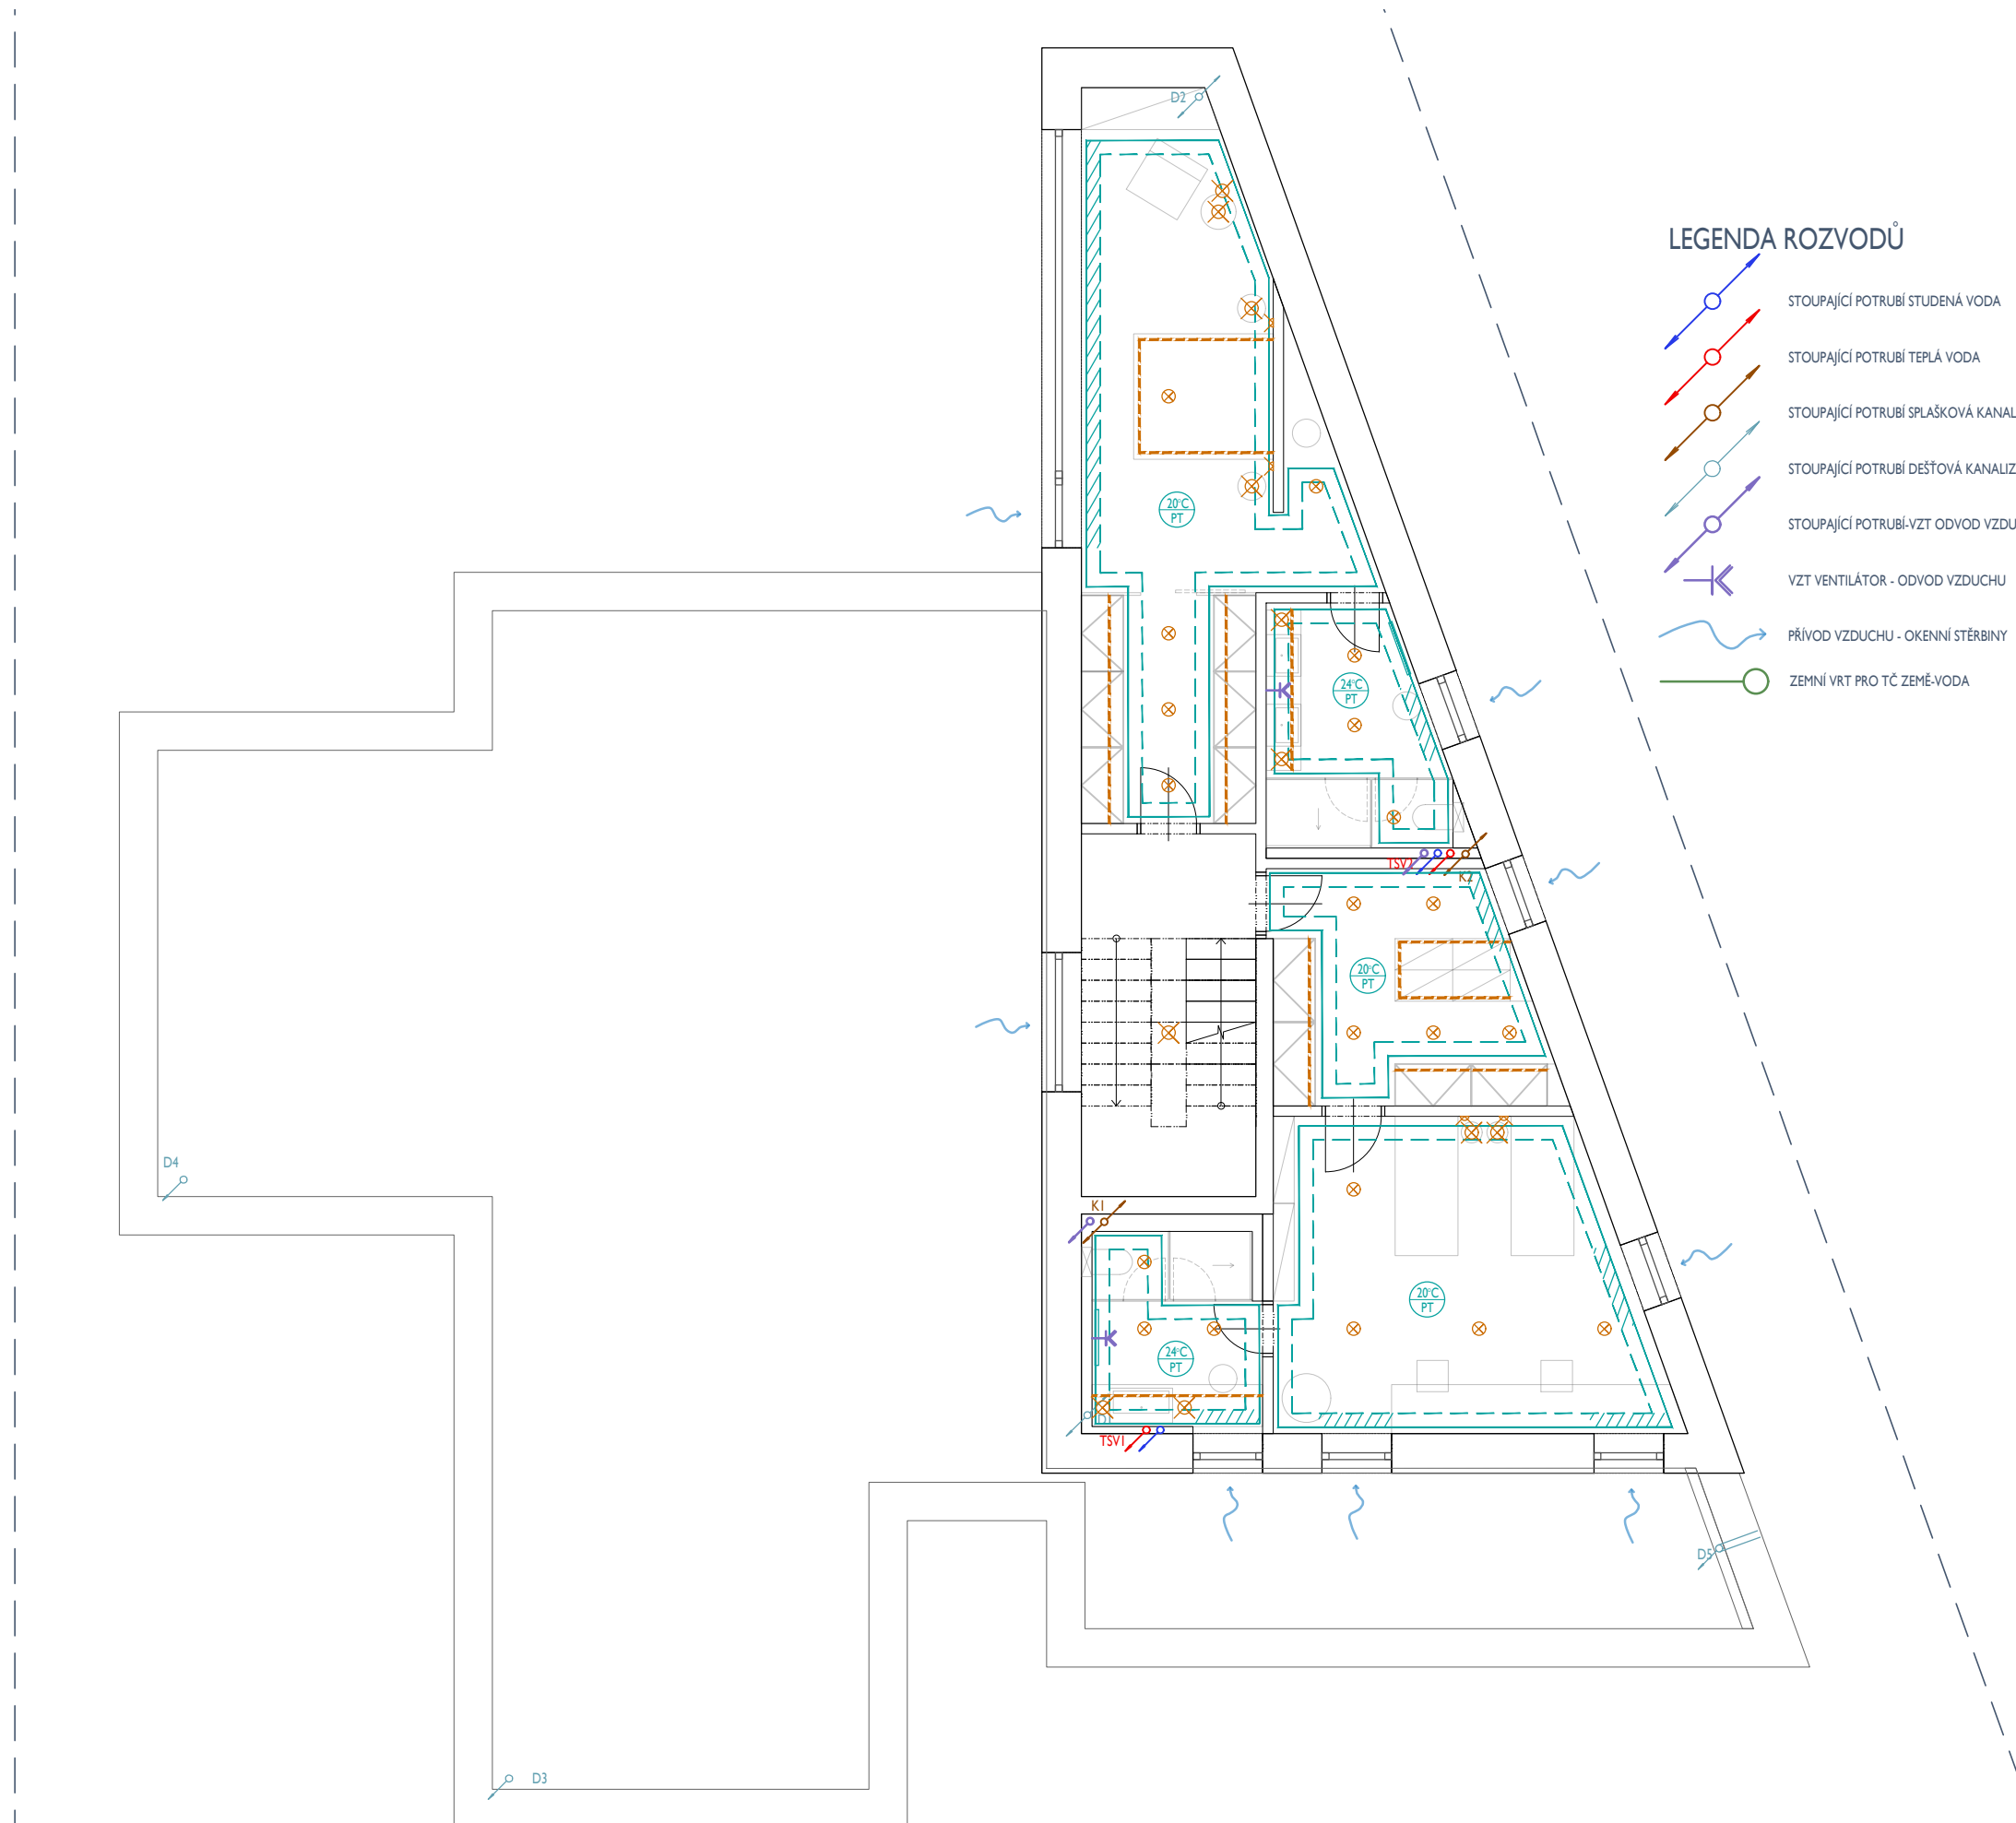 D2
LEGENDA ROZVODŮ
STOUPAJÍCÍ POTRUBÍ STUDENÁ VODA
STOUPAJÍCÍ POTRUBÍ TEPLÁ VODA
STOUPAJÍCÍ POTRUBÍ SPLAŠKOVÁ KANAL
STOUPAJÍCÍ POTRUBÍ DEŠŤOVÁ KANALIZ
STOUPAJÍCÍ POTRUBÍ-VZT ODVOD VZDU
VZT VENTILÁTOR - ODVOD VZDUCHU
PŘÍVOD VZDUCHU - OKENNÍ STĚRBINY
ZEMNÍ VRT PRO TČ ZEMĚ-VODA
20°C
PT
24°C
PT
TSV2
K2
20°C
PT
D4
K1
20°C
PT
24°C
PT
TSV1
D5
D3